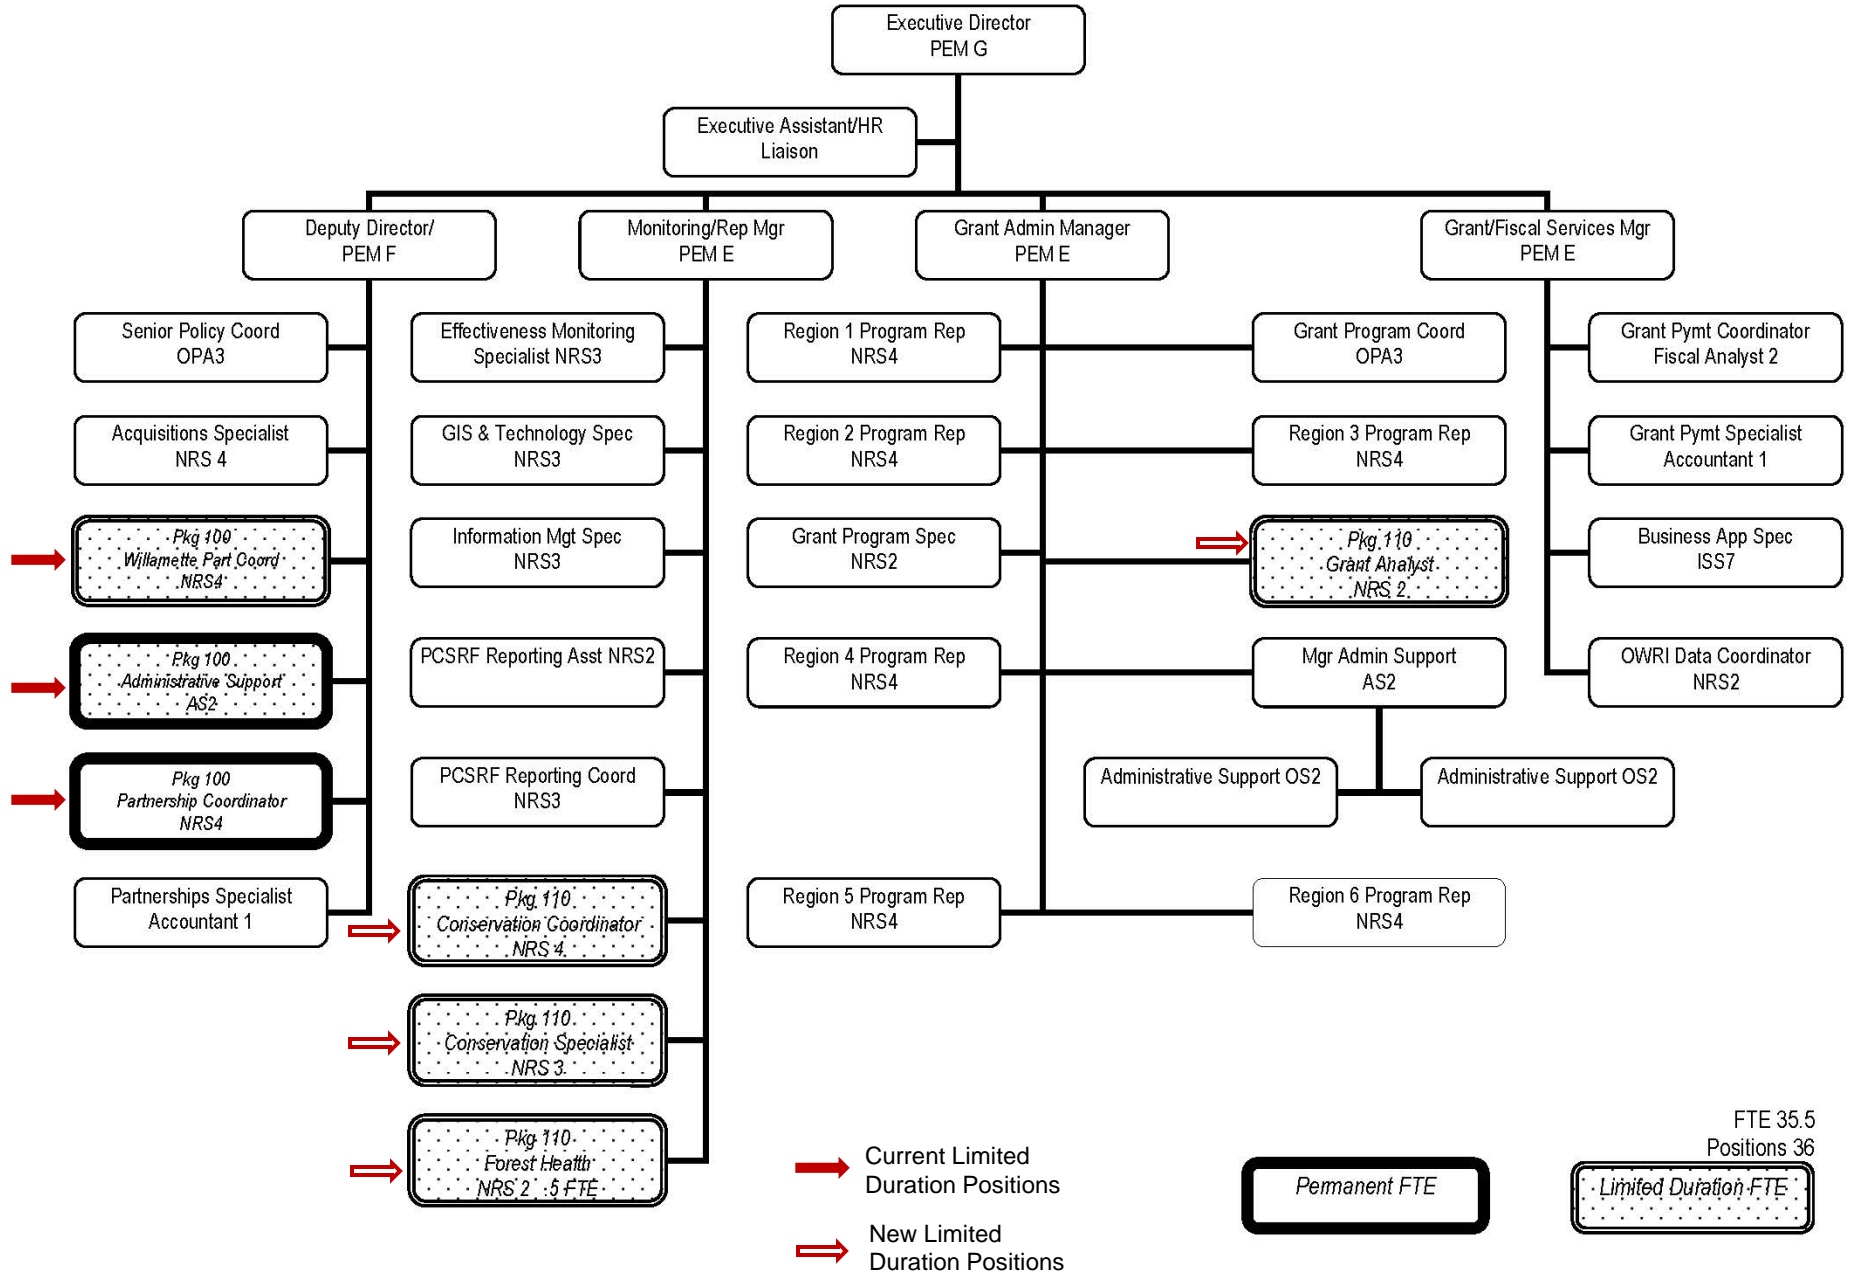 Executive Director
PEM G
Executive Assistant/HR
Liaison
Deputy Director/
PEM F
Monitoring/Rep Mgr
PEM E
Grant Admin Manager
PEM E
Grant/Fiscal Services Mgr
PEM E
Senior Policy Coord
OPA3
Effectiveness Monitoring
Specialist NRS3
Region 1 Program Rep
NRS4
Grant Program Coord
OPA3
Grant Pymt Coordinator
Fiscal Analyst 2
Acquisitions Specialist
NRS 4
GIS & Technology Spec
NRS3
Region 2 Program Rep
NRS4
Region 3 Program Rep
NRS4
Grant Pymt Specialist
Accountant 1
Pkg 100
Willamette Part Coord
NRS4
Information Mgt Spec
NRS3
Grant Program Spec
NRS2
Pkg 110
Grant Analyst
NRS 2
Business App Spec
ISS7
Pkg 100
Administrative Support
AS2
PCSRF Reporting Asst NRS2
Region 4 Program Rep
NRS4
Mgr Admin Support
AS2
OWRI Data Coordinator
NRS2
Pkg 100
Partnership Coordinator
NRS4
PCSRF Reporting Coord
NRS3
Administrative Support OS2
Administrative Support OS2
Partnerships Specialist
Accountant 1
Pkg 110
Conservation Coordinator
NRS 4
Region 5 Program Rep
NRS4
Region 6 Program Rep
NRS4
Pkg 110
Conservation Specialist
NRS 3
Pkg 110
Forest Health
NRS 2 .5 FTE
Current Limited
Duration Positions
New Limited
Duration Positions
Permanent FTE
FTE 35.5
Positions 36
Limited Duration FTE